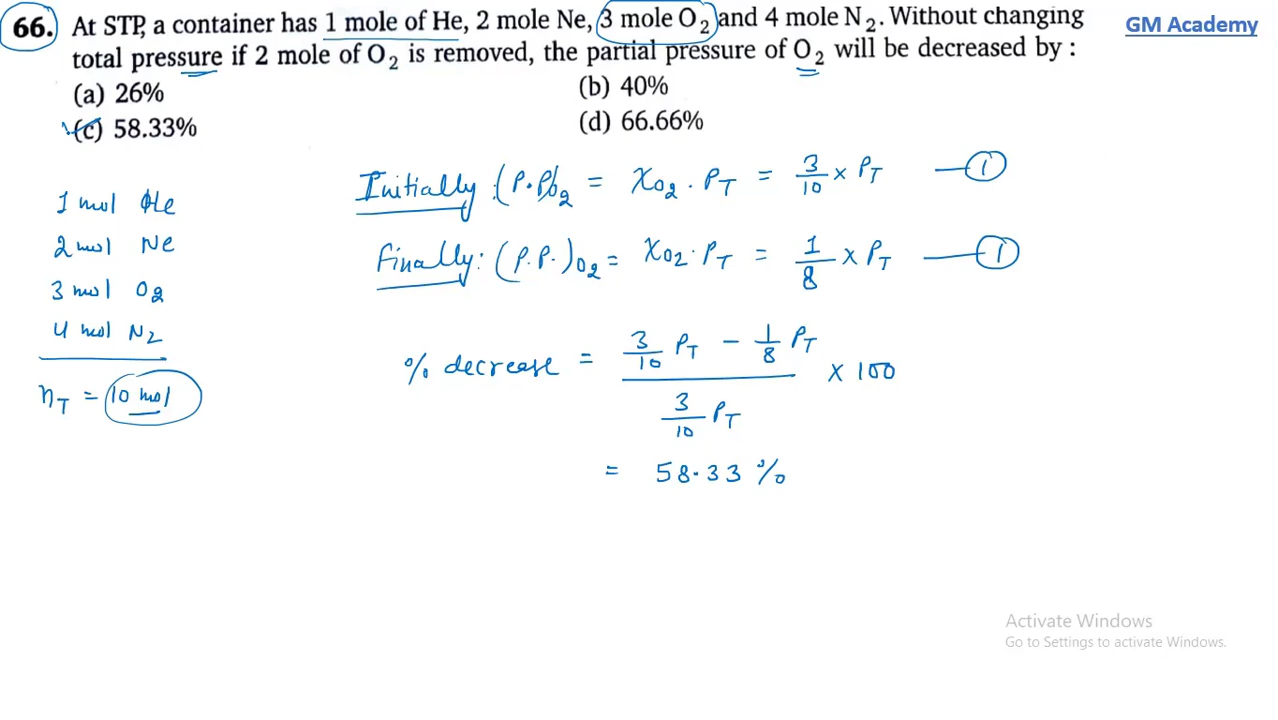 66. At STP, a container has 1 mole of He, 2 mole Ne, 3 mole O₂ and 4 mole N₂. Without changing
GM Academy
total pressure if 2 mole of O₂ is removed, the partial pressure of O₂ will be decreased by :
(a) 26% (b) 40%
(c) 58.33% (d) 66.66%
Initially : (P.P)O₂ = XO₂ . PT = 3/10 × PT — ①
1 mol He
2 mol Ne
Finally : (P.P.)O₂ = XO₂ . PT = 1/8 × PT — ①
3 mol O₂
4 mol N₂
nT = 10 mol
% decrease = (3/10 PT − 1/8 PT) / (3/10 PT) × 100
= 58.33 %
Activate Windows
Go to Settings to activate Windows.